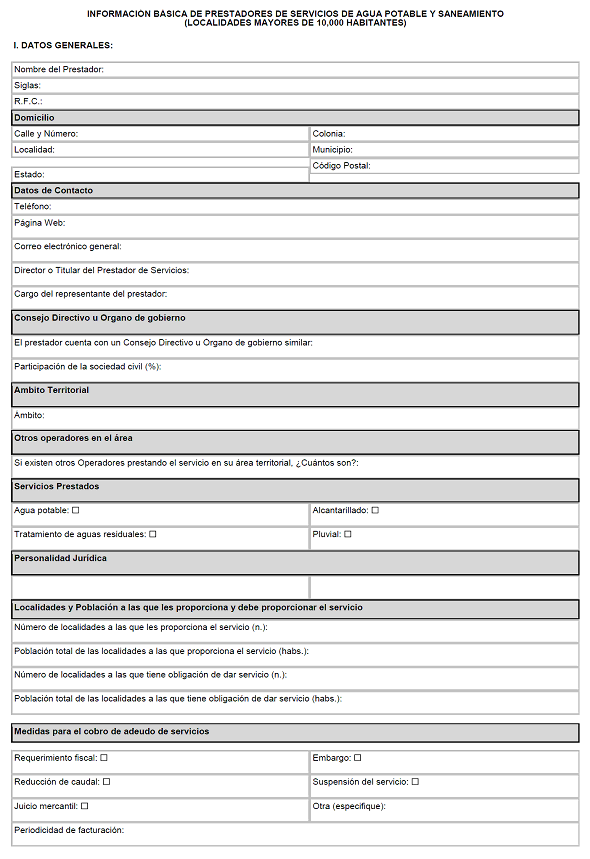 INFORMACIÓN BÁSICA DE PRESTADORES DE SERVICIOS DE AGUA POTABLE Y SANEAMIENTO
(LOCALIDADES MAYORES DE 10,000 HABITANTES)
I. DATOS GENERALES:
Nombre del Prestador:
Siglas:
R.F.C.:
Domicilio
Calle y Número:
Colonia:
Localidad:
Municipio:
Código Postal:
Estado:
Datos de Contacto
Teléfono:
Página Web:
Correo electrónico general:
Director o Titular del Prestador de Servicios:
Cargo del representante del prestador:
Consejo Directivo u Organo de gobierno
El prestador cuenta con un Consejo Directivo u Organo de gobierno similar:
Participación de la sociedad civil (%):
Ambito Territorial
Ámbito:
Otros operadores en el área
Si existen otros Operadores prestando el servicio en su área territorial, ¿Cuántos son?:
Servicios Prestados
Agua potable: ☐
Alcantarillado: ☐
Tratamiento de aguas residuales: ☐
Pluvial: ☐
Personalidad Jurídica
Localidades y Población a las que les proporciona y debe proporcionar el servicio
Número de localidades a las que les proporciona el servicio (n.):
Población total de las localidades a las que proporciona el servicio (habs.):
Número de localidades a las que tiene obligación de dar servicio (n.):
Población total de las localidades a las que tiene obligación de dar servicio (habs.):
Medidas para el cobro de adeudo de servicios
Requerimiento fiscal: ☐
Embargo: ☐
Reducción de caudal: ☐
Suspensión del servicio: ☐
Juicio mercantil: ☐
Otra (especifique):
Periodicidad de facturación: